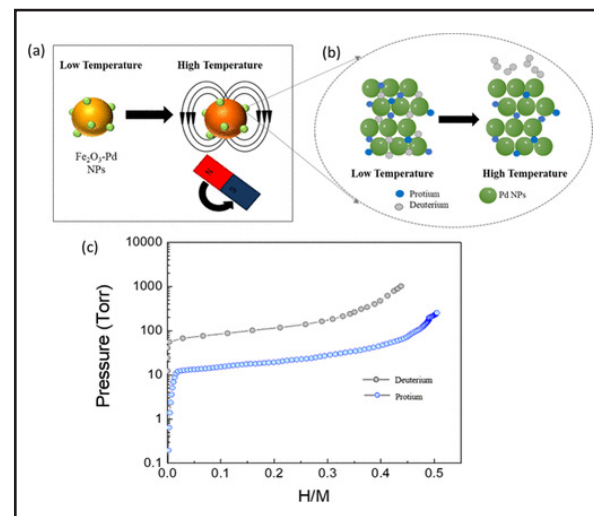 (a)
Low Temperature
High Temperature
Fe₂O₃-Pd
NPs
(b)
Low Temperature
High Temperature
Protium
Deuterium
Pd NPs
(c)
Pressure (Torr)
10000
1000
100
10
1
0.1
Deuterium
Protium
0.0 0.1 0.2 0.3 0.4 0.5
H/M